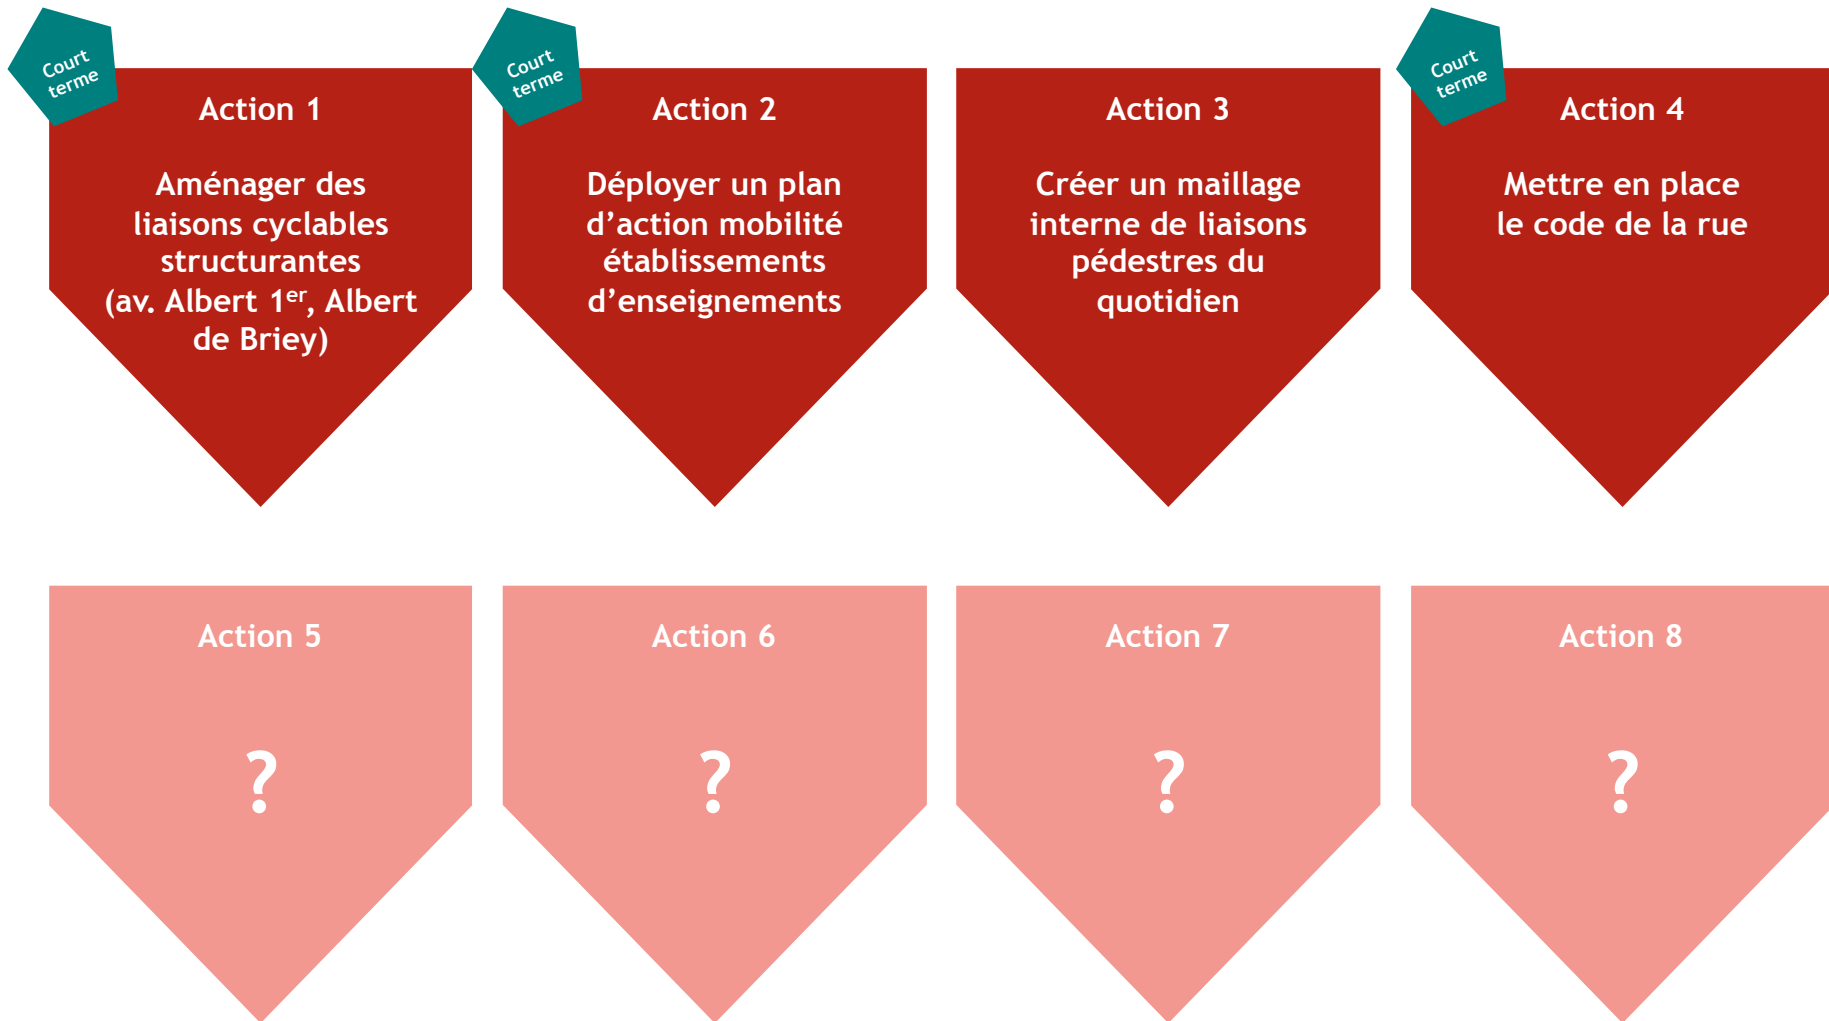 Court
terme
Action 1
Aménager des
liaisons cyclables
structurantes
(av. Albert 1er, Albert
de Briey)
Court
terme
Action 2
Déployer un plan
d’action mobilité
établissements
d’enseignements
Action 3
Créer un maillage
interne de liaisons
pédestres du
quotidien
Court
terme
Action 4
Mettre en place
le code de la rue
Action 5
?
Action 6
?
Action 7
?
Action 8
?